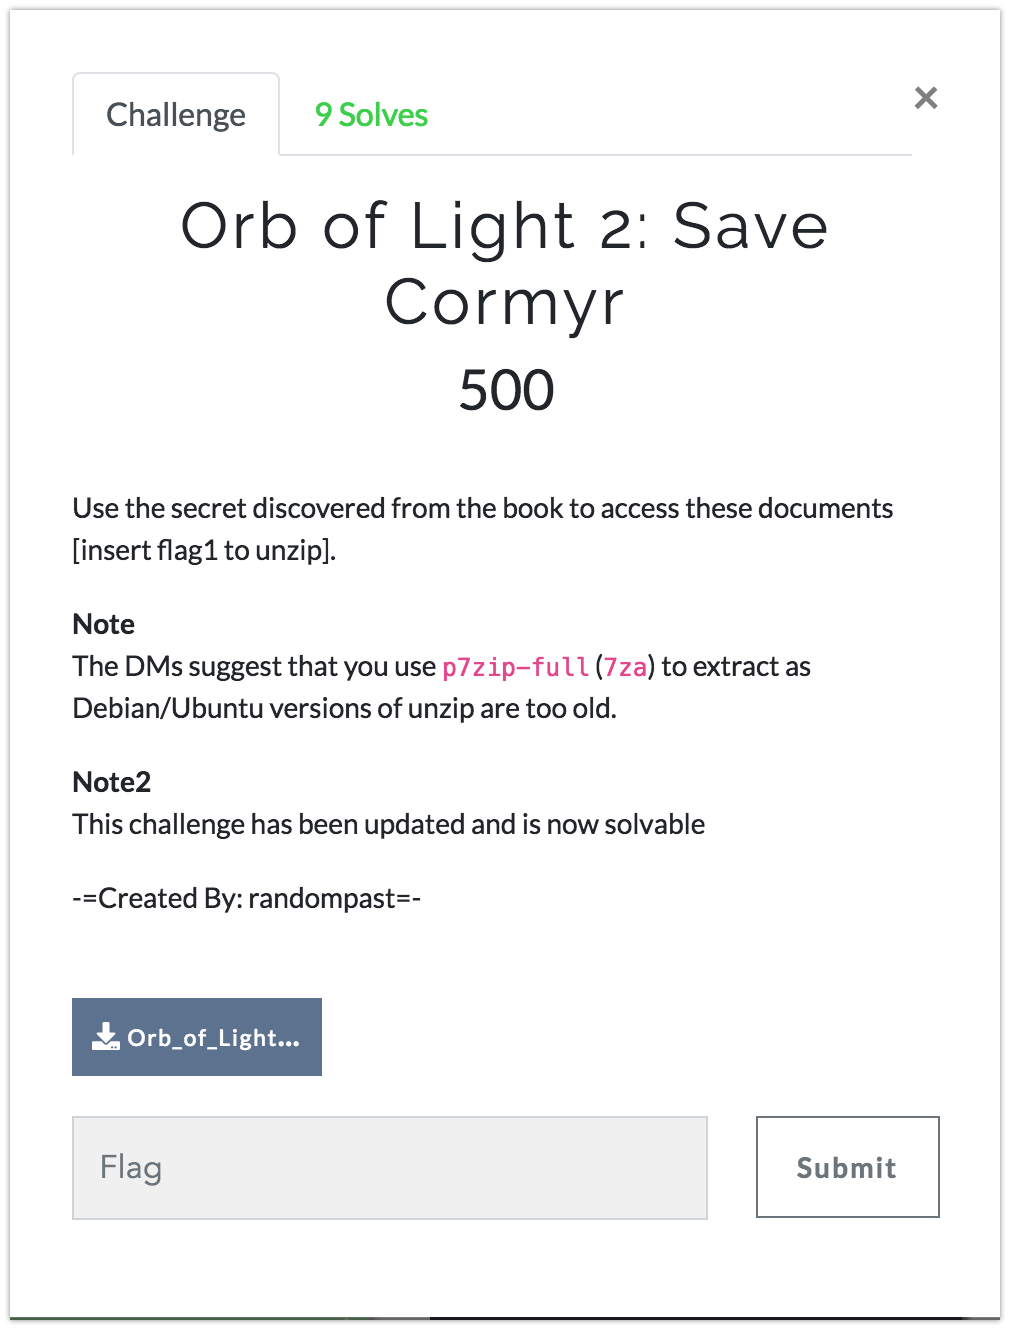 Challenge
9 Solves
×
Orb of Light 2: Save
Cormyr
500
Use the secret discovered from the book to access these documents
[insert flag1 to unzip].
Note
The DMs suggest that you use p7zip-full (7za) to extract as
Debian/Ubuntu versions of unzip are too old.
Note2
This challenge has been updated and is now solvable
-=Created By: randompast=-
Orb_of_Light...
Flag
Submit